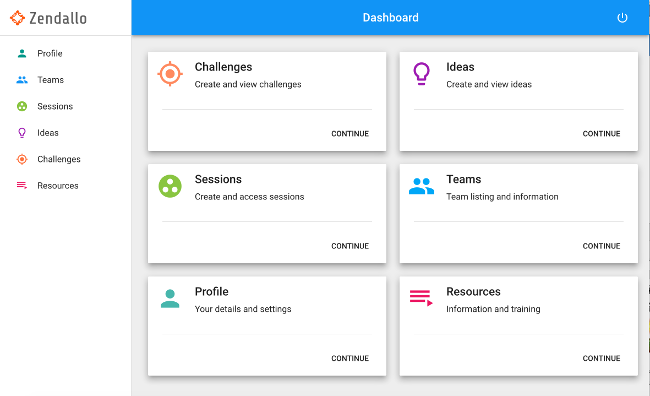 Zendallo
Dashboard
Profile
Teams
Sessions
Ideas
Challenges
Resources
Challenges
Create and view challenges
CONTINUE
Ideas
Create and view ideas
CONTINUE
Sessions
Create and access sessions
CONTINUE
Teams
Team listing and information
CONTINUE
Profile
Your details and settings
CONTINUE
Resources
Information and training
CONTINUE